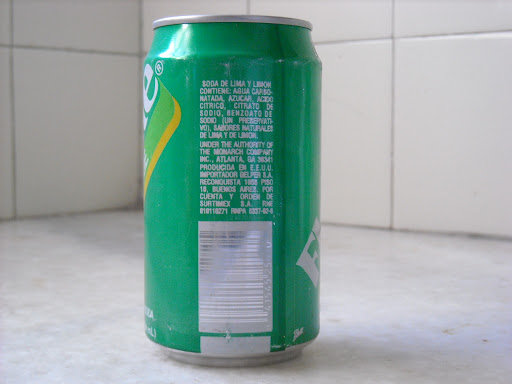 SODA DE LIMA Y LIMON
CONTIENE: AGUA CARBO-
NATADA, AZUCAR, ACIDO
CITRICO, CITRATO DE
SODIO, BENZOATO DE
SODIO (UN PRESERVATI-
VO), SABORES NATURALES
DE LIMA Y DE LIMON.
UNDER THE AUTHORITY OF
THE MONARCH COMPANY
INC., ATLANTA, GA 30341
PRODUCIDA EN E.E.U.U.
IMPORTADOR GELFER S.A.
RECONQUISTA 1056 PISO
10, BUENOS AIRES. POR
CUENTA Y ORDEN DE
SURTIMEX S.A. RNE
®